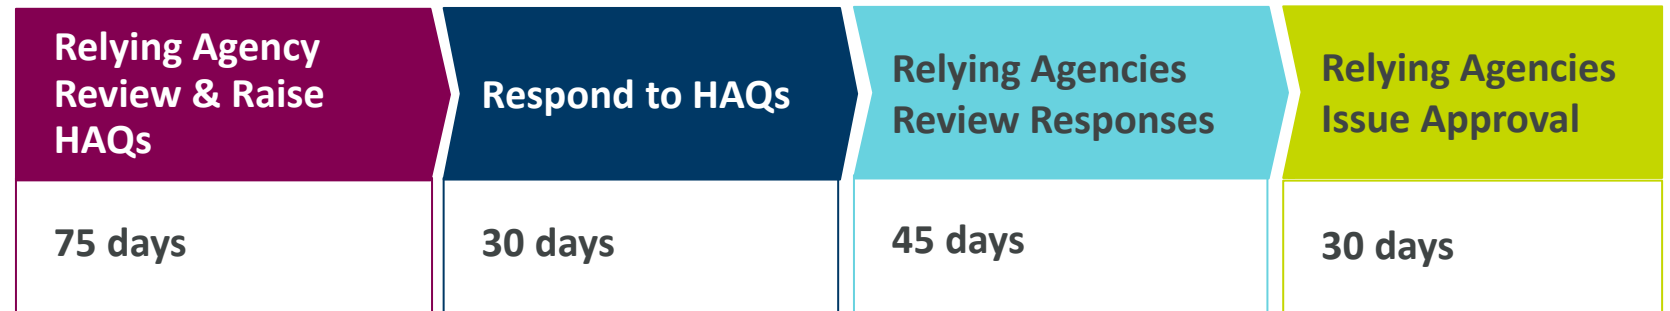 Relying Agency
Review & Raise
HAQs
Respond to HAQs
Relying Agencies
Review Responses
Relying Agencies
Issue Approval
75 days
30 days
45 days
30 days